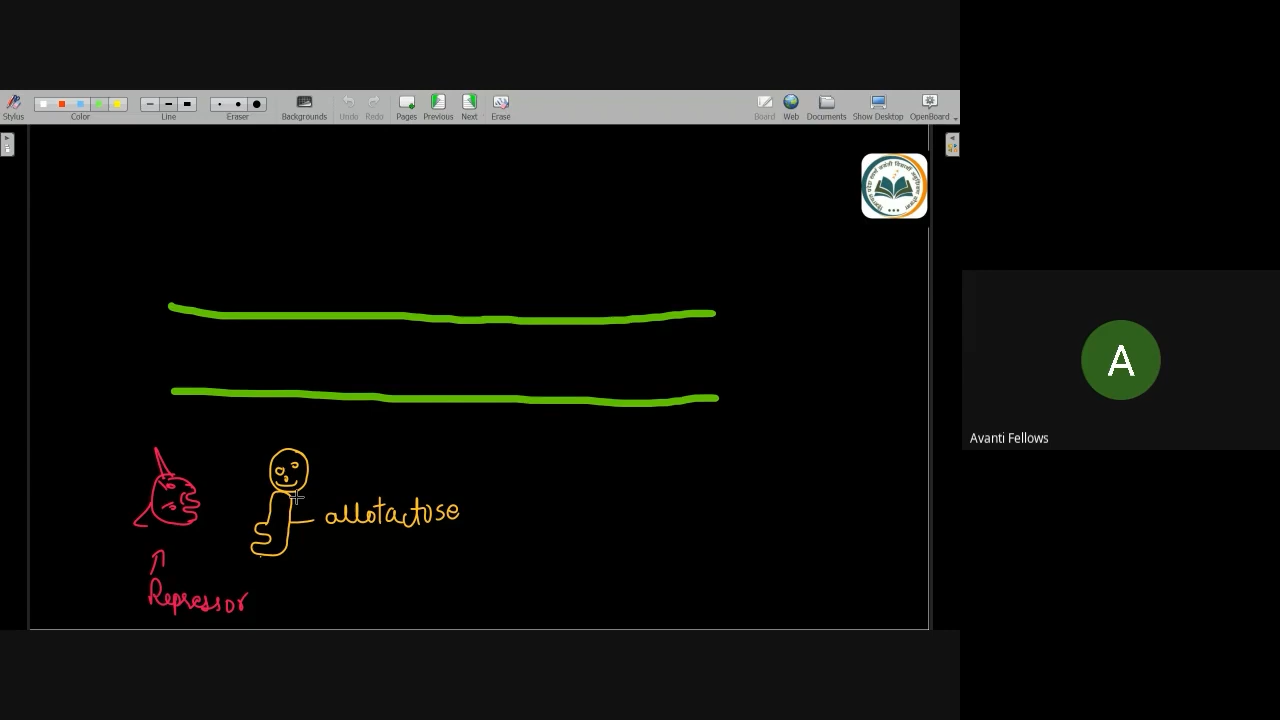 Stylus
Color
Line
Eraser
Backgrounds
Undo
Redo
Pages
Previous
Next
Erase
Board
Web
Documents
Show Desktop
OpenBoard
allotactose
Repressor
A
Avanti Fellows